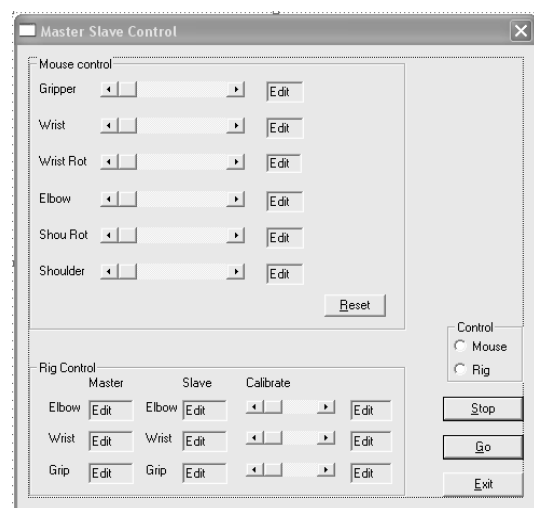 Master Slave Control
Mouse control
Gripper Edit
Wrist Edit
Wrist Rot Edit
Elbow Edit
Shou Rot Edit
Shoulder Edit
Reset
Control
Mouse
Rig
Rig Control
Master Slave Calibrate
Elbow Edit Elbow Edit Edit
Wrist Edit Wrist Edit Edit
Grip Edit Grip Edit Edit
Stop
Go
Exit